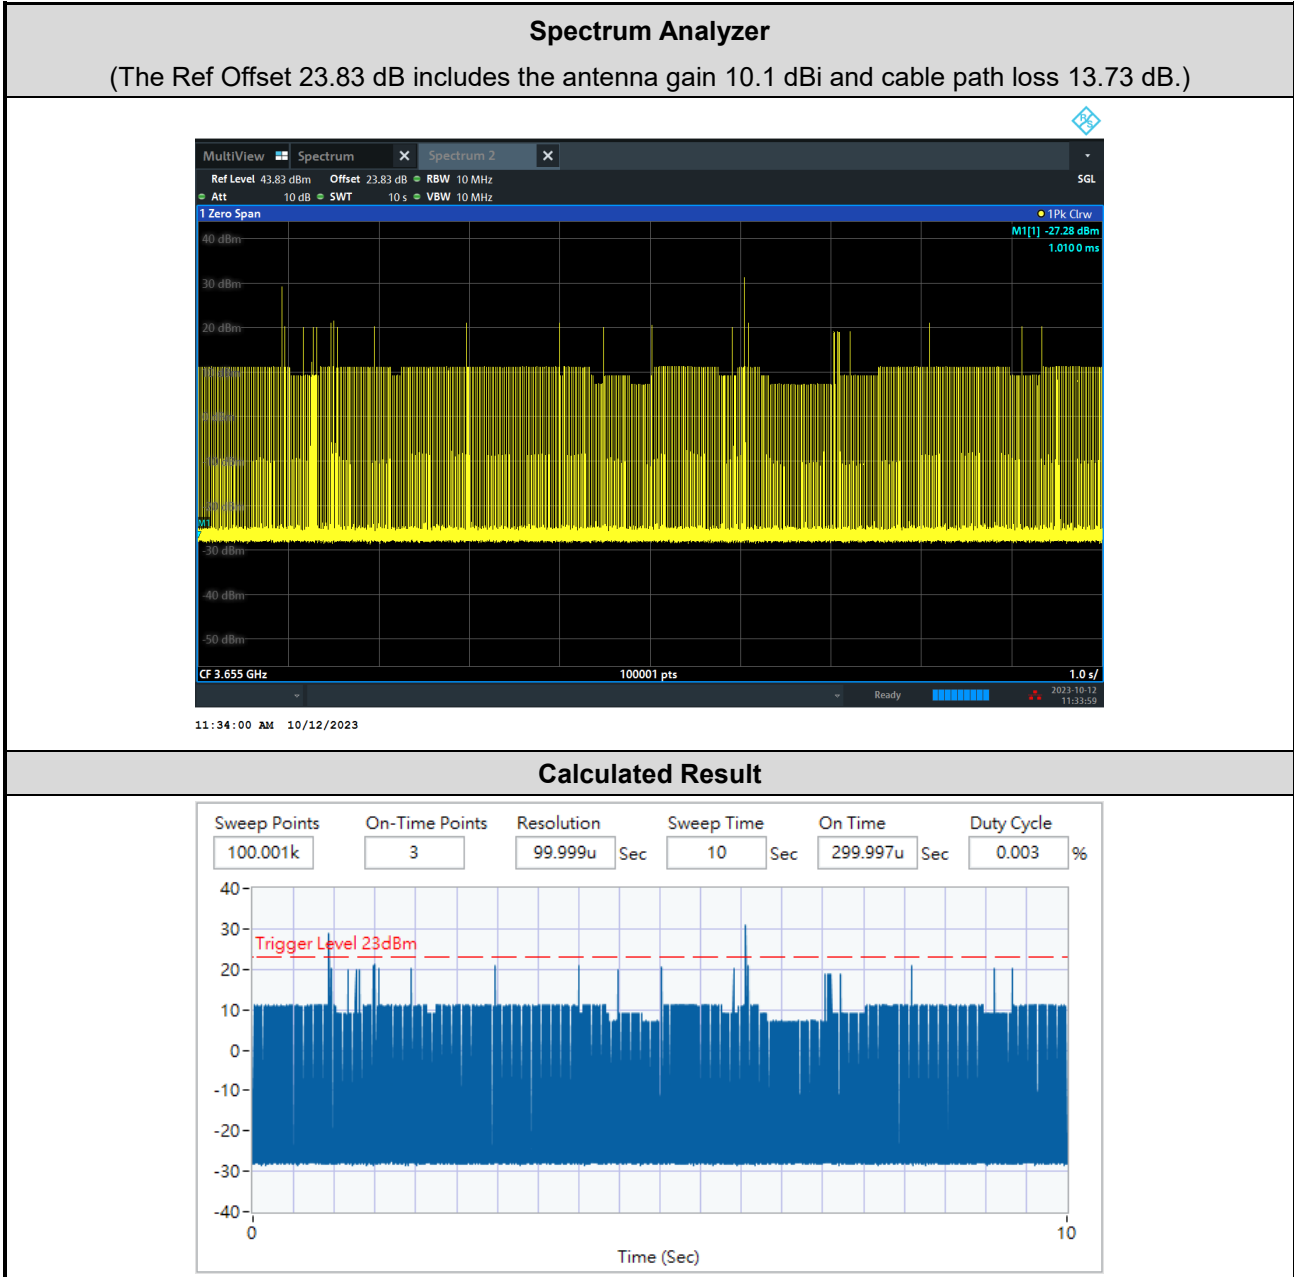 Spectrum Analyzer
(The Ref Offset 23.83 dB includes the antenna gain 10.1 dBi and cable path loss 13.73 dB.)
R&S
MultiView Spectrum Spectrum 2
Ref Level 43.83 dBm Offset 23.83 dB RBW 10 MHz SGL
Att 10 dB SWT 10 s VBW 10 MHz
1 Zero Span 1Pk Clrw
M1[1] -27.28 dBm
1.010 0 ms
40 dBm
30 dBm
20 dBm
M1
-30 dBm
-40 dBm
-50 dBm
CF 3.655 GHz 100001 pts 1.0 s/
Ready 2023-10-12
11:33:59
11:34:00 AM 10/12/2023
Calculated Result
Sweep Points On-Time Points Resolution Sweep Time On Time Duty Cycle
100.001k 3 99.999u Sec 10 Sec 299.997u Sec 0.003 %
40
30
Trigger Level 23dBm
20
10
0
-10
-20
-30
-40
0 10
Time (Sec)